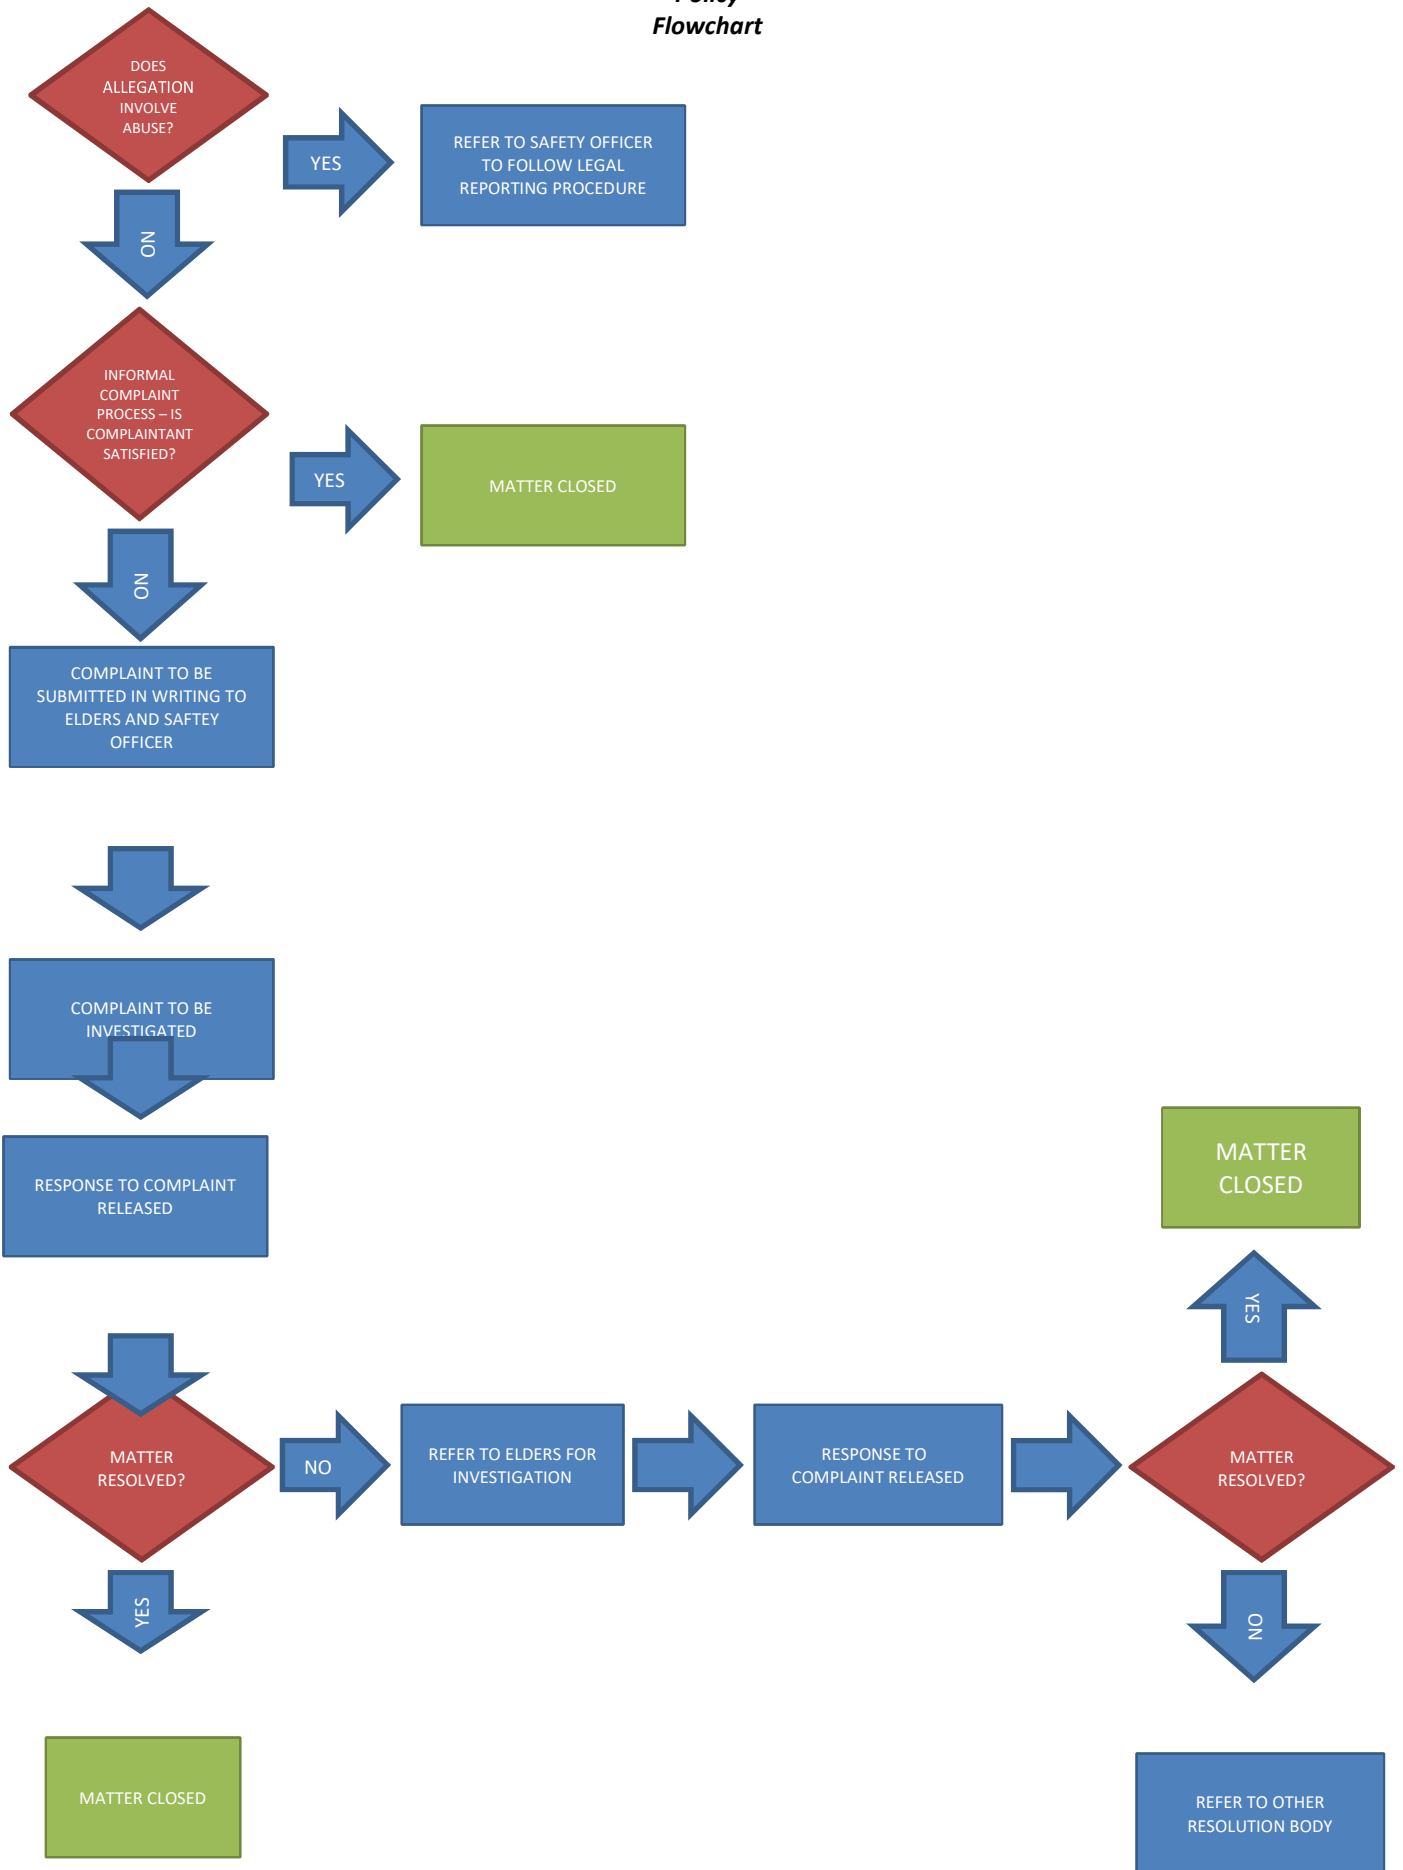 Policy
Flowchart
DOES
ALLEGATION
INVOLVE
ABUSE?
YES
REFER TO SAFETY OFFICER
TO FOLLOW LEGAL
REPORTING PROCEDURE
NO
INFORMAL
COMPLAINT
PROCESS – IS
COMPLAINTANT
SATISFIED?
YES
MATTER CLOSED
NO
COMPLAINT TO BE
SUBMITTED IN WRITING TO
ELDERS AND SAFTEY
OFFICER
COMPLAINT TO BE
INVESTIGATED
RESPONSE TO COMPLAINT
RELEASED
MATTER
RESOLVED?
NO
REFER TO ELDERS FOR
INVESTIGATION
RESPONSE TO
COMPLAINT RELEASED
MATTER
RESOLVED?
YES
MATTER
CLOSED
YES
MATTER CLOSED
NO
REFER TO OTHER
RESOLUTION BODY